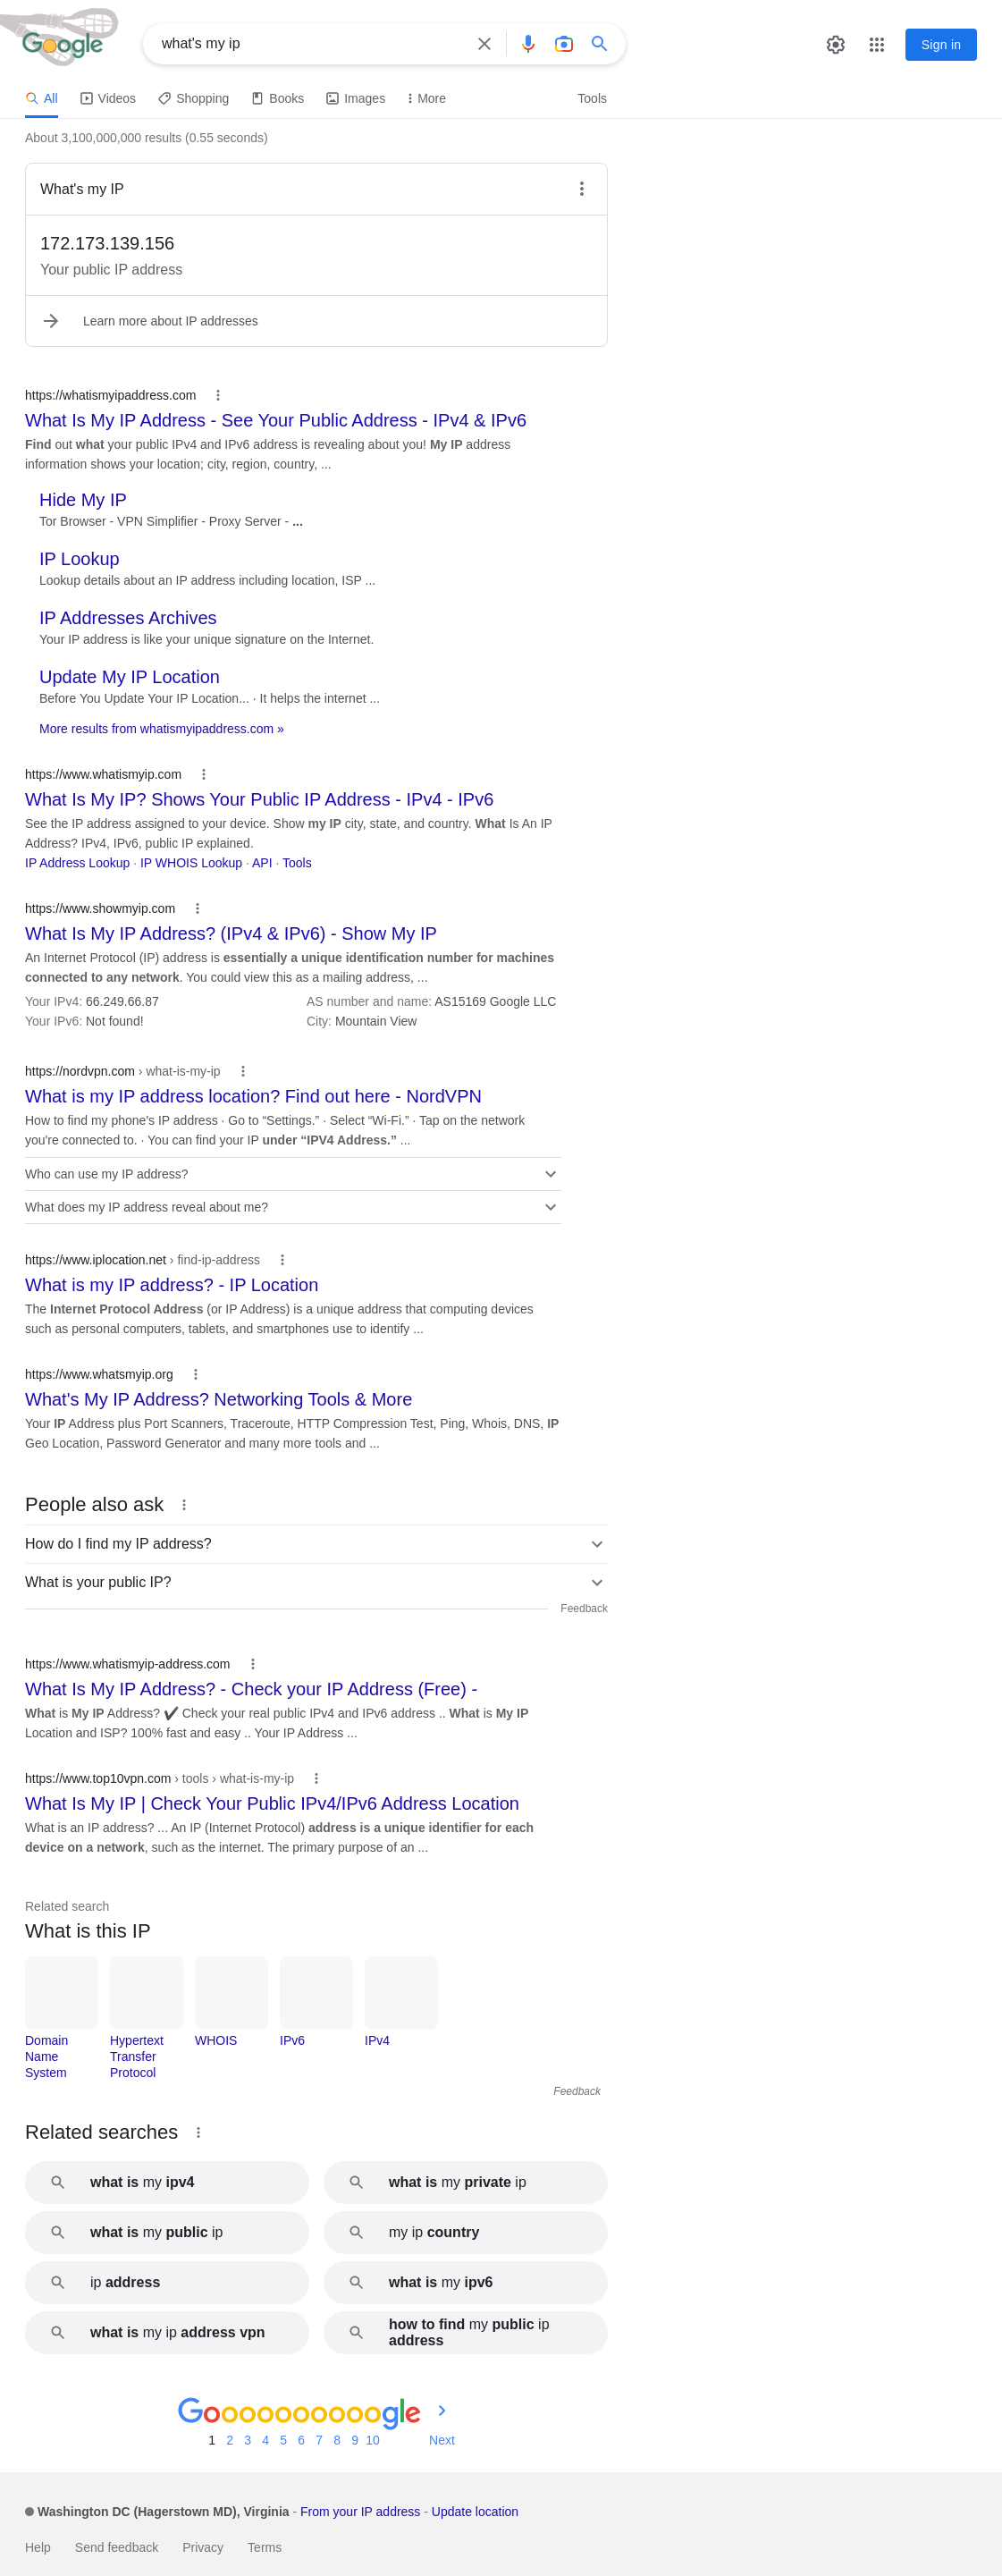 Google
what's my ip
Sign in
All
Videos
Shopping
Books
Images
More
Tools
About 3,100,000,000 results (0.55 seconds)
What's my IP
172.173.139.156
Your public IP address
Learn more about IP addresses
https://whatismyipaddress.com
What Is My IP Address - See Your Public Address - IPv4 & IPv6
Find out what your public IPv4 and IPv6 address is revealing about you! My IP address
information shows your location; city, region, country, ...
Hide My IP
Tor Browser - VPN Simplifier - Proxy Server - ...
IP Lookup
Lookup details about an IP address including location, ISP ...
IP Addresses Archives
Your IP address is like your unique signature on the Internet.
Update My IP Location
Before You Update Your IP Location... · It helps the internet ...
More results from whatismyipaddress.com »
https://www.whatismyip.com
What Is My IP? Shows Your Public IP Address - IPv4 - IPv6
See the IP address assigned to your device. Show my IP city, state, and country. What Is An IP
Address? IPv4, IPv6, public IP explained.
IP Address Lookup · IP WHOIS Lookup · API · Tools
https://www.showmyip.com
What Is My IP Address? (IPv4 & IPv6) - Show My IP
An Internet Protocol (IP) address is essentially a unique identification number for machines
connected to any network. You could view this as a mailing address, ...
Your IPv4: 66.249.66.87
AS number and name: AS15169 Google LLC
Your IPv6: Not found!
City: Mountain View
https://nordvpn.com › what-is-my-ip
What is my IP address location? Find out here - NordVPN
How to find my phone's IP address · Go to “Settings.” · Select “Wi-Fi.” · Tap on the network
you're connected to. · You can find your IP under “IPV4 Address.” ...
Who can use my IP address?
What does my IP address reveal about me?
https://www.iplocation.net › find-ip-address
What is my IP address? - IP Location
The Internet Protocol Address (or IP Address) is a unique address that computing devices
such as personal computers, tablets, and smartphones use to identify ...
https://www.whatsmyip.org
What's My IP Address? Networking Tools & More
Your IP Address plus Port Scanners, Traceroute, HTTP Compression Test, Ping, Whois, DNS, IP
Geo Location, Password Generator and many more tools and ...
People also ask
How do I find my IP address?
What is your public IP?
Feedback
https://www.whatismyip-address.com
What Is My IP Address? - Check your IP Address (Free) -
What is My IP Address? ✔️ Check your real public IPv4 and IPv6 address .. What is My IP
Location and ISP? 100% fast and easy .. Your IP Address ...
https://www.top10vpn.com › tools › what-is-my-ip
What Is My IP | Check Your Public IPv4/IPv6 Address Location
What is an IP address? ... An IP (Internet Protocol) address is a unique identifier for each
device on a network, such as the internet. The primary purpose of an ...
Related search
What is this IP
Domain
Name
System
Hypertext
Transfer
Protocol
WHOIS
IPv6
IPv4
Feedback
Related searches
what is my ipv4
what is my private ip
what is my public ip
my ip country
ip address
what is my ipv6
what is my ip address vpn
how to find my public ip
address
Goooooooooogle
1 2 3 4 5 6 7 8 9 10
Next
Washington DC (Hagerstown MD), Virginia - From your IP address - Update location
Help
Send feedback
Privacy
Terms